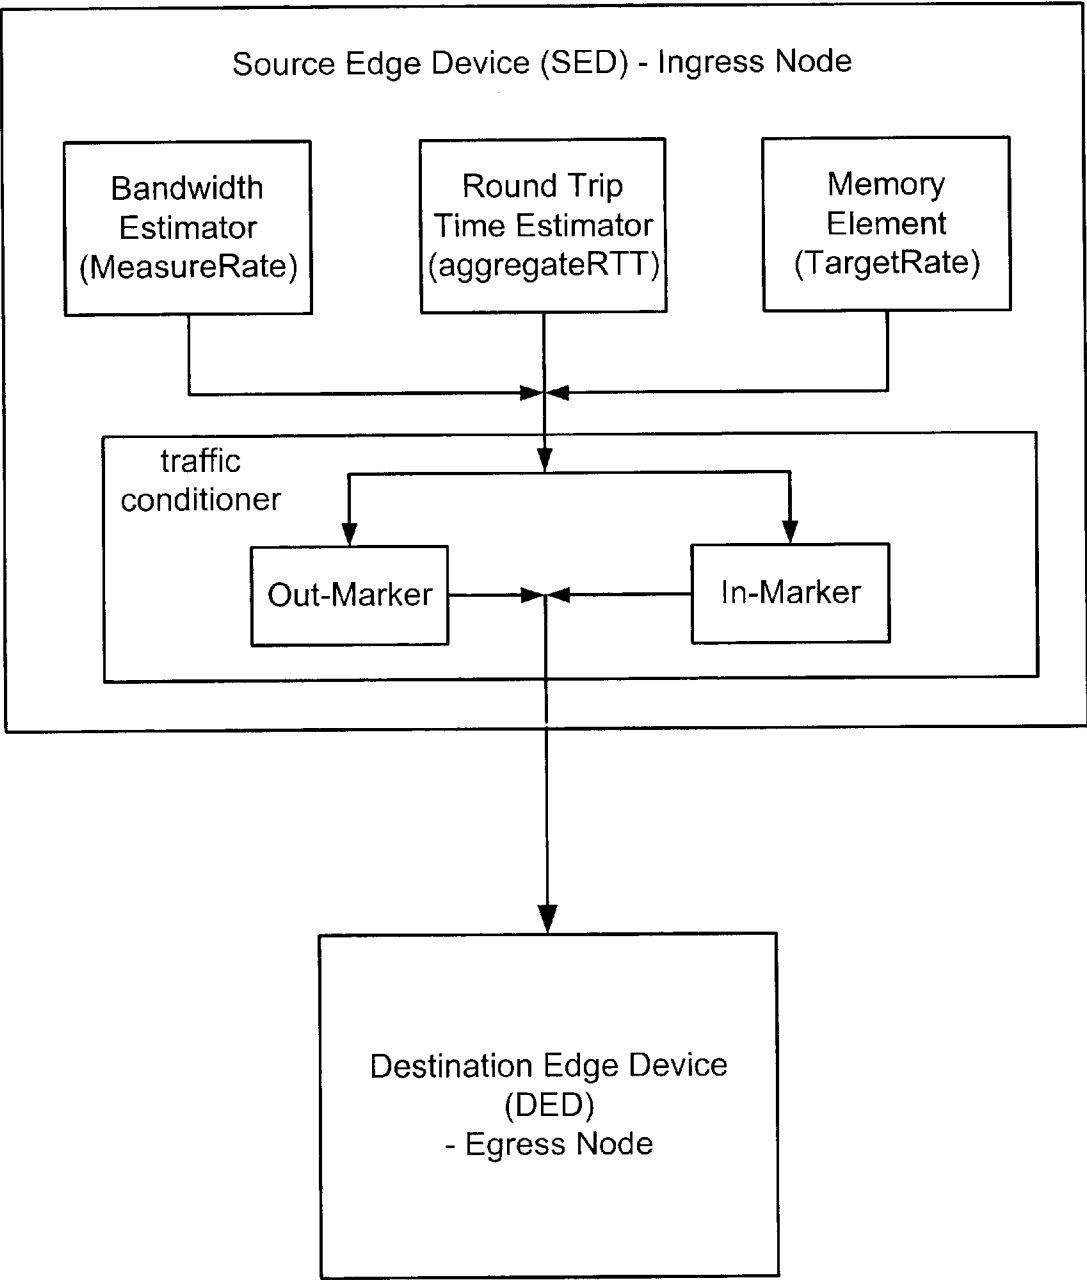 Source Edge Device (SED) - Ingress Node
Bandwidth
Estimator
(MeasureRate)
Round Trip
Time Estimator
(aggregateRTT)
Memory
Element
(TargetRate)
traffic
conditioner
Out-Marker
In-Marker
Destination Edge Device
(DED)
- Egress Node